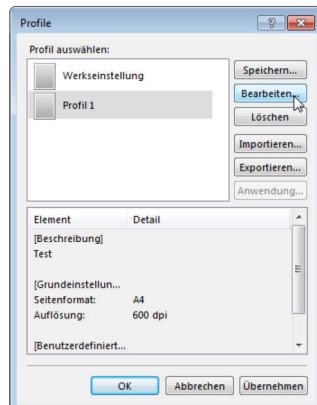 Profile
Profil auswählen:
Werkseinstellung
Profil 1
Speichern...
Bearbeiten...
Löschen
Importieren...
Exportieren...
Anwendung...
Element Detail
[Beschreibung]
Test
[Grundeinstellun...
Seitenformat: A4
Auflösung: 600 dpi
[Benutzerdefiniert...
OK Abbrechen Übernehmen